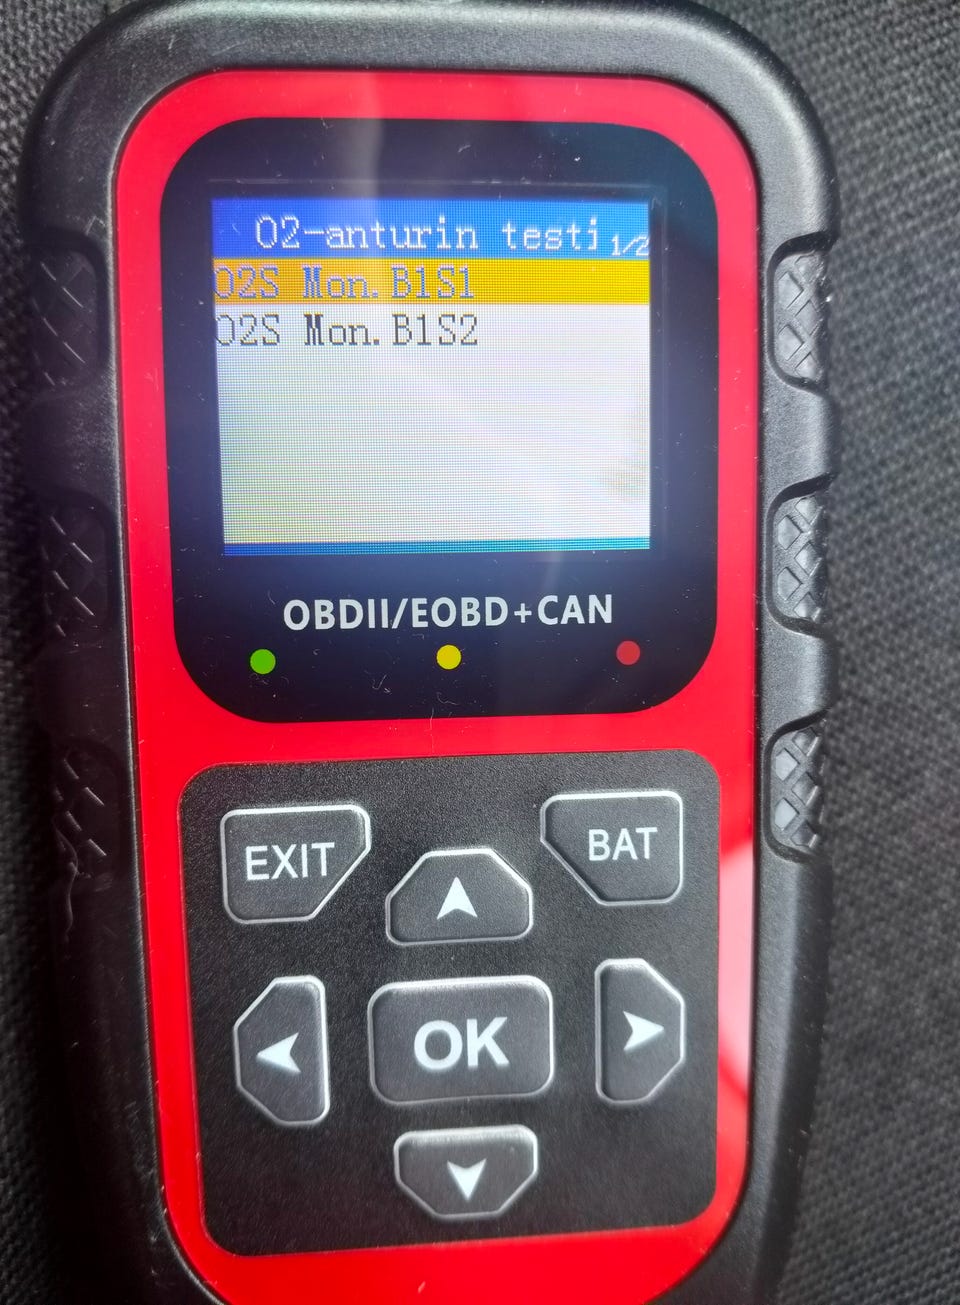 O2-anturin testi 1/2
O2S Mon. B1S1
O2S Mon. B1S2
OBDII/EOBD+CAN
EXIT
BAT
OK